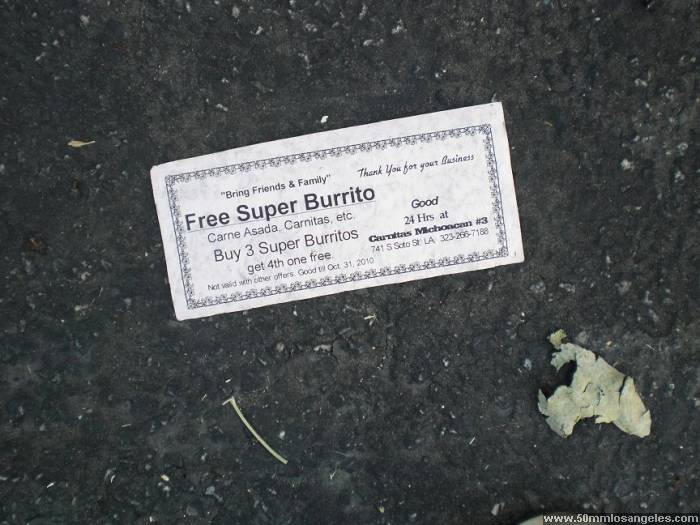 "Bring Friends & Family"
Free Super Burrito
Carne Asada, Carnitas, etc.
Buy 3 Super Burritos
get 4th one free.
Not valid with other offers. Good till Oct. 31, 2010
Thank You for your Business
Good
24 Hrs at
Carnitas Michoacan #3
741 S Soto Str. LA 323-266-7188
www.50mmlosangeles.com